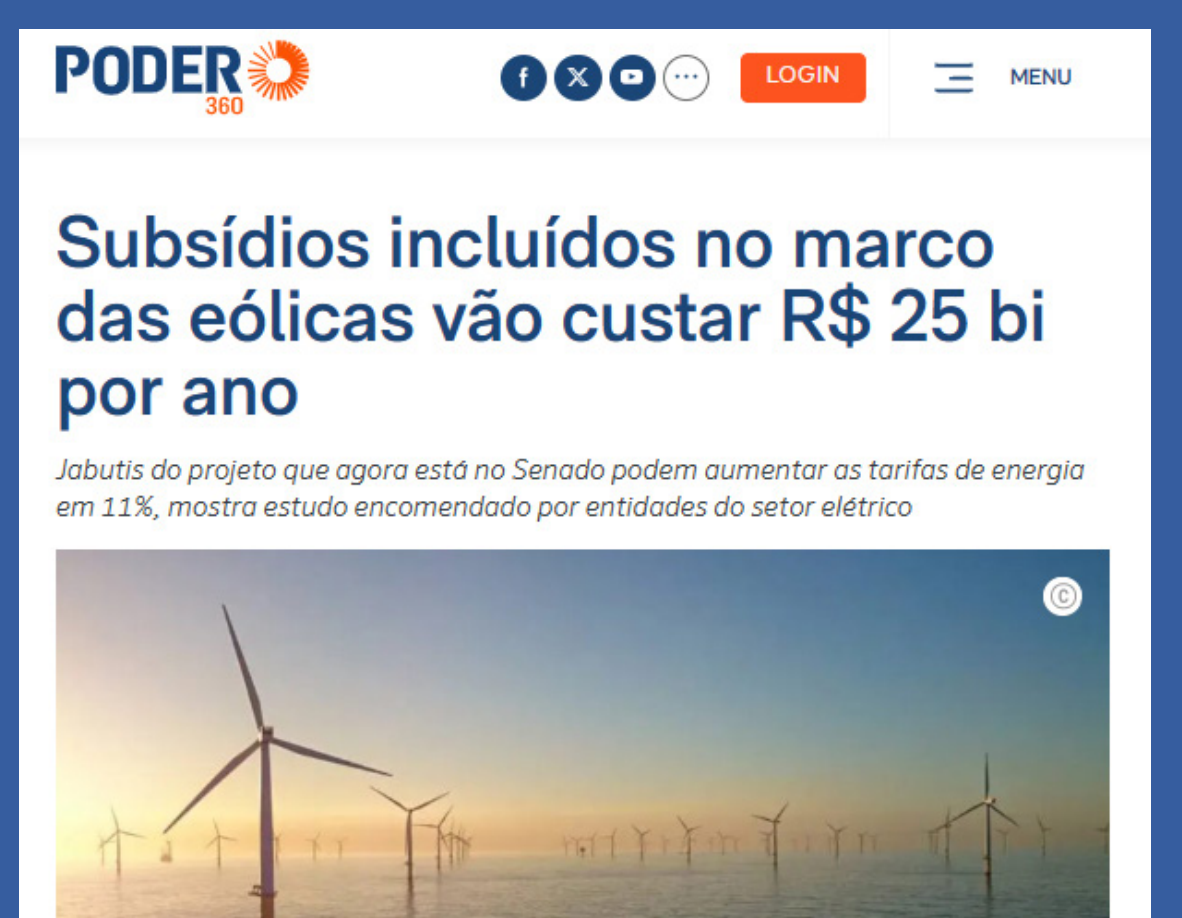 PODER
360
LOGIN
MENU
Subsídios incluídos no marco
das eólicas vão custar R$ 25 bi
por ano
Jabutis do projeto que agora está no Senado podem aumentar as tarifas de energia
em 11%, mostra estudo encomendado por entidades do setor elétrico
©